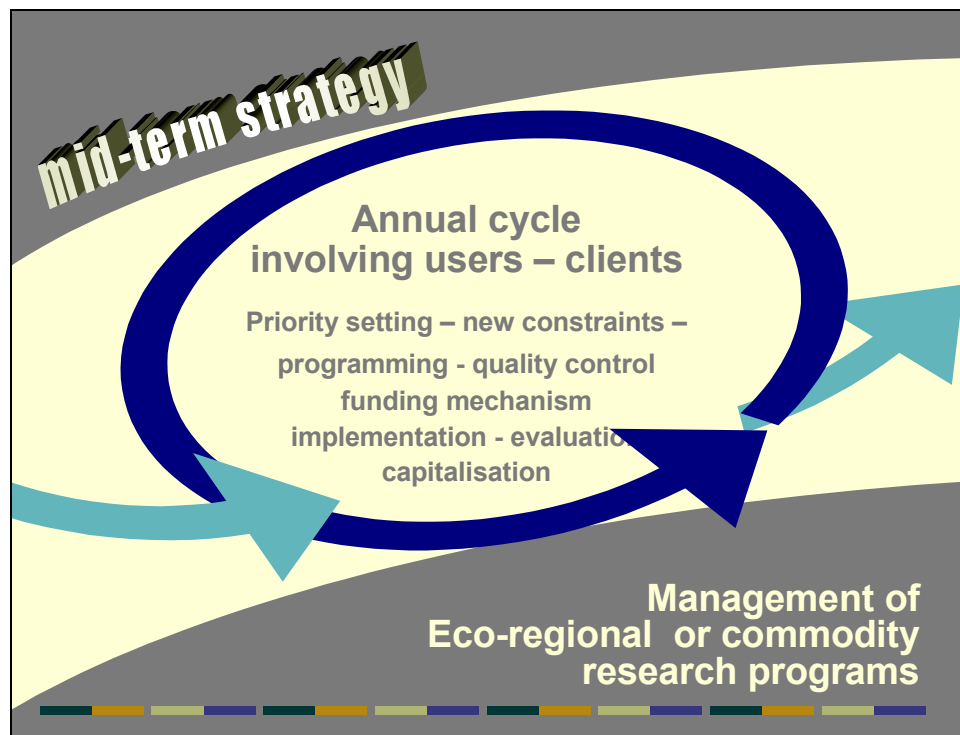 mid-term strategy
Annual cycle
involving users – clients
Priority setting – new constraints –
programming - quality control
funding mechanism
implementation - evaluation
capitalisation
Management of
Eco-regional or commodity
research programs